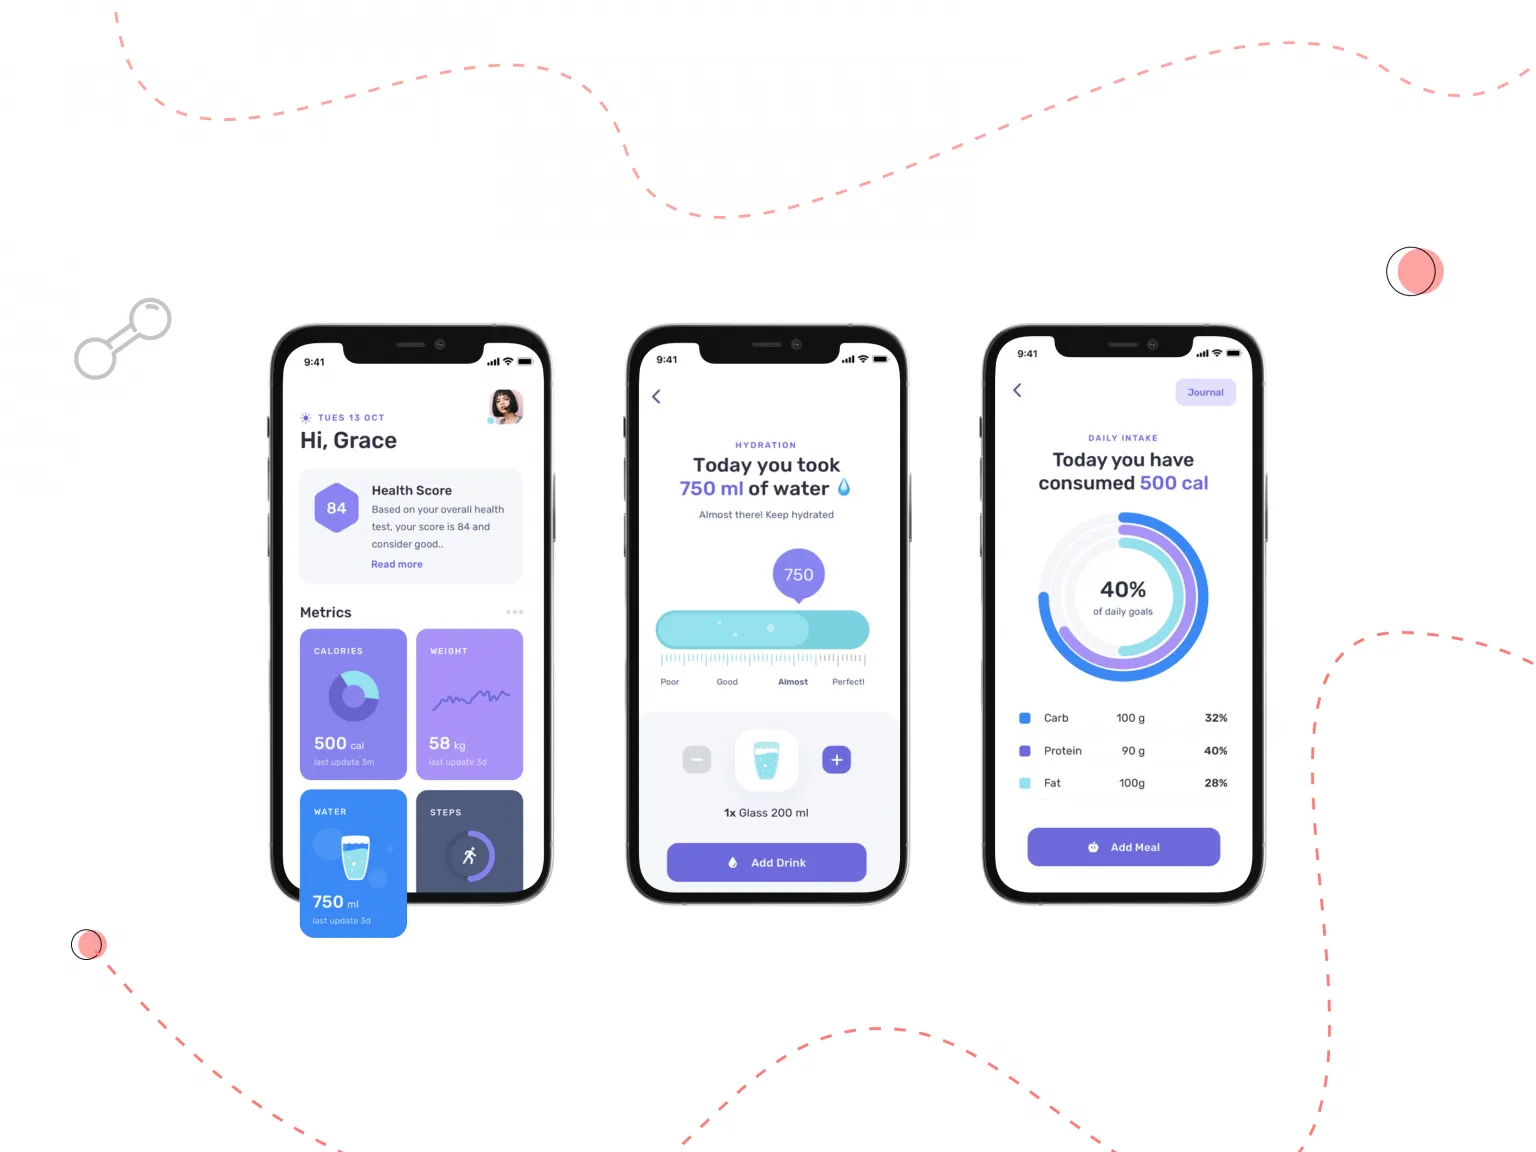 9:41
TUES 13 OCT
Hi, Grace
84
Health Score
Based on your overall health
test, your score is 84 and
consider good..
Read more
Metrics
CALORIES
500 cal
last update 3m
WEIGHT
58 kg
last update 3d
WATER
750 ml
last update 3d
STEPS
9:41
HYDRATION
Today you took
750 ml of water
Almost there! Keep hydrated
750
Poor Good Almost Perfect!
1x Glass 200 ml
Add Drink
9:41
Journal
DAILY INTAKE
Today you have
consumed 500 cal
40%
of daily goals
Carb 100 g 32%
Protein 90 g 40%
Fat 100g 28%
Add Meal